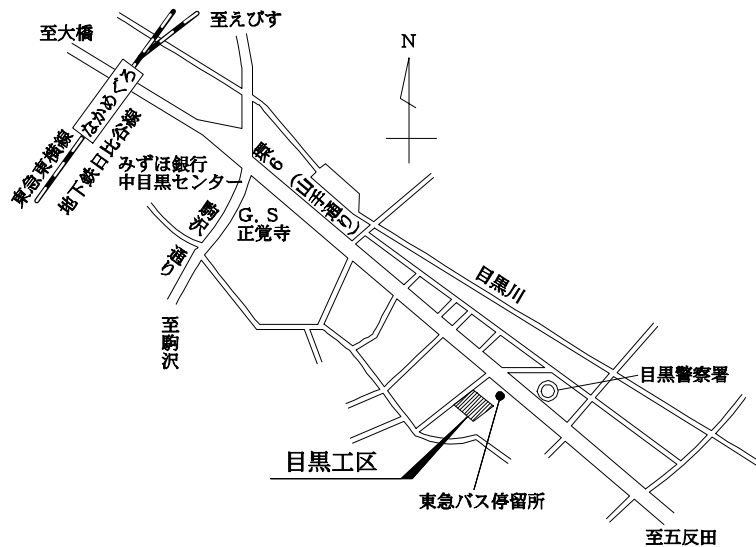 至大橋
至えびす
N
なかめぐろ
東急東横線
地下鉄日比谷線
みずほ銀行
中目黒センター
環6(山手通り)
駒沢
通り
G.S
正覚寺
目黒川
至駒沢
目黒警察署
目黒工区
東急バス停留所
至五反田